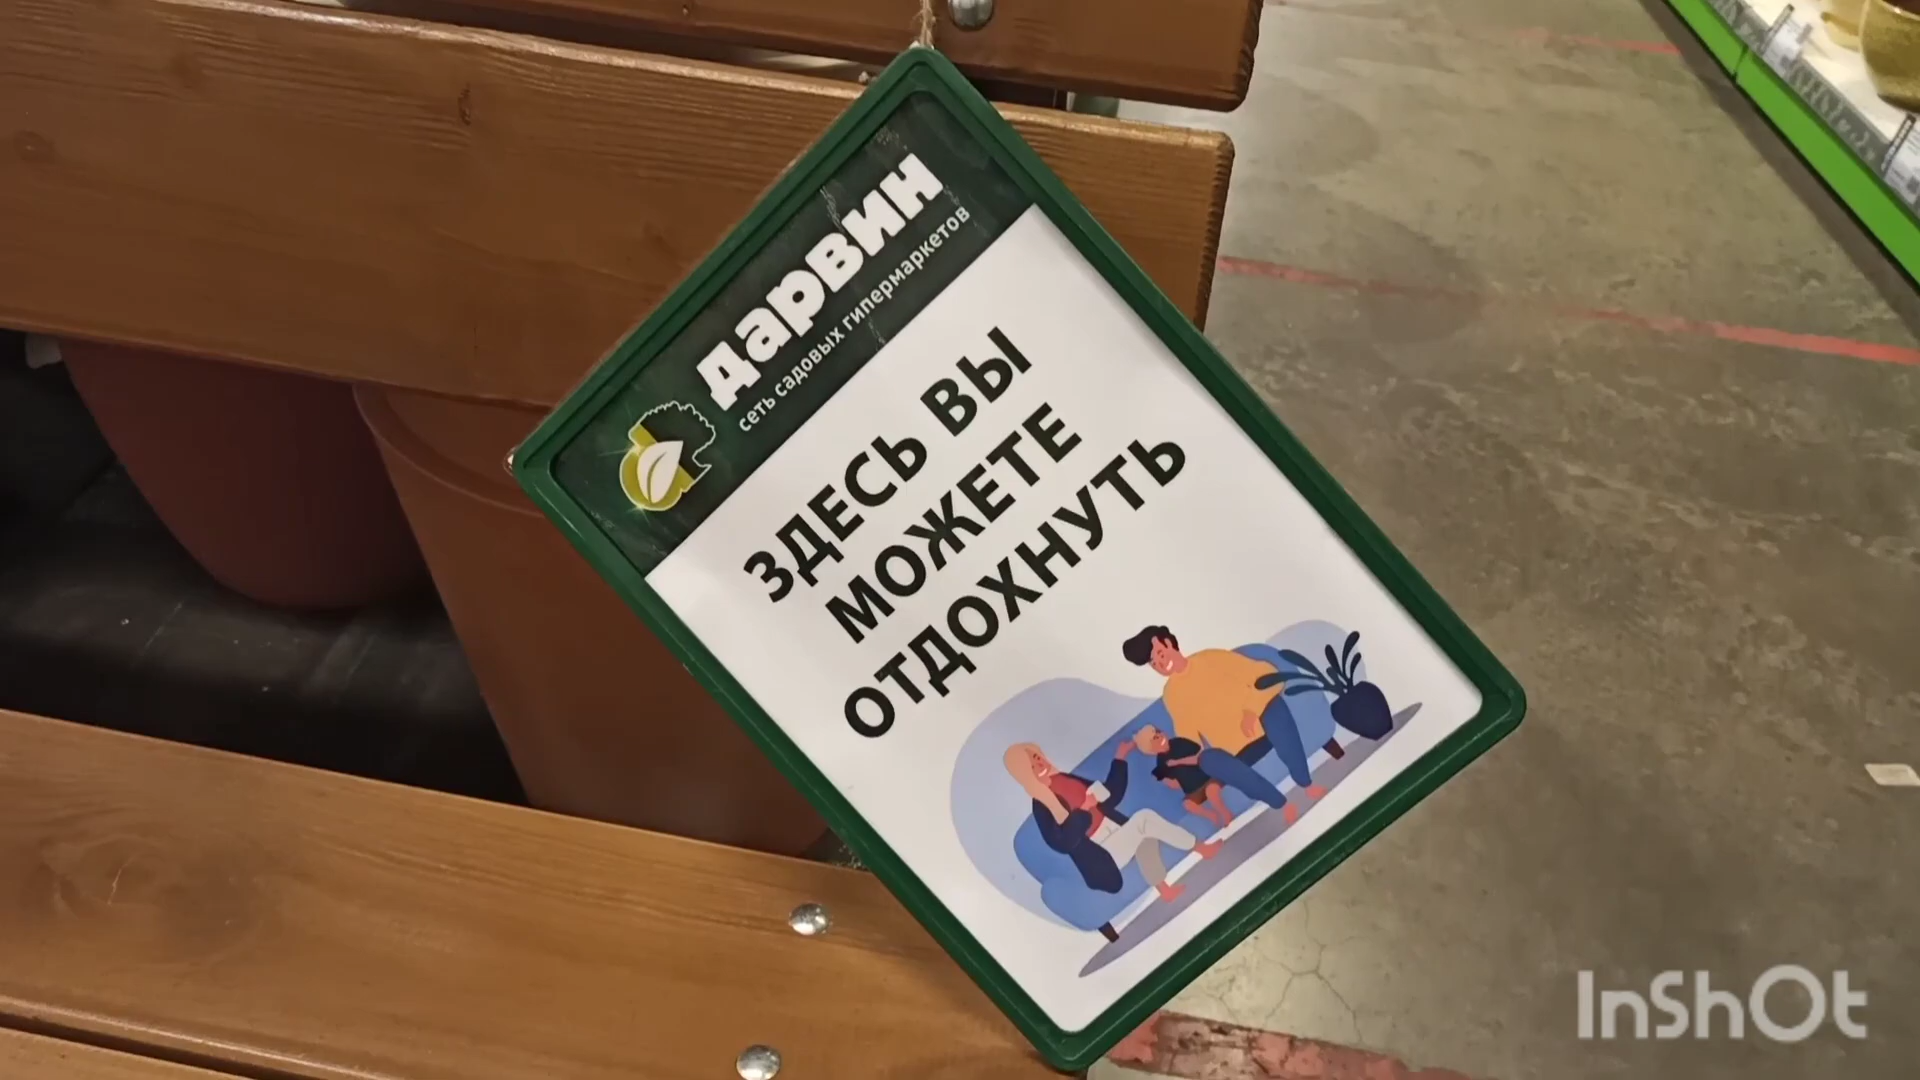 дарвин
сеть садовых гипермаркетов
ЗДЕСЬ ВЫ
МОЖЕТЕ
ОТДОХНУТЬ
InShOt